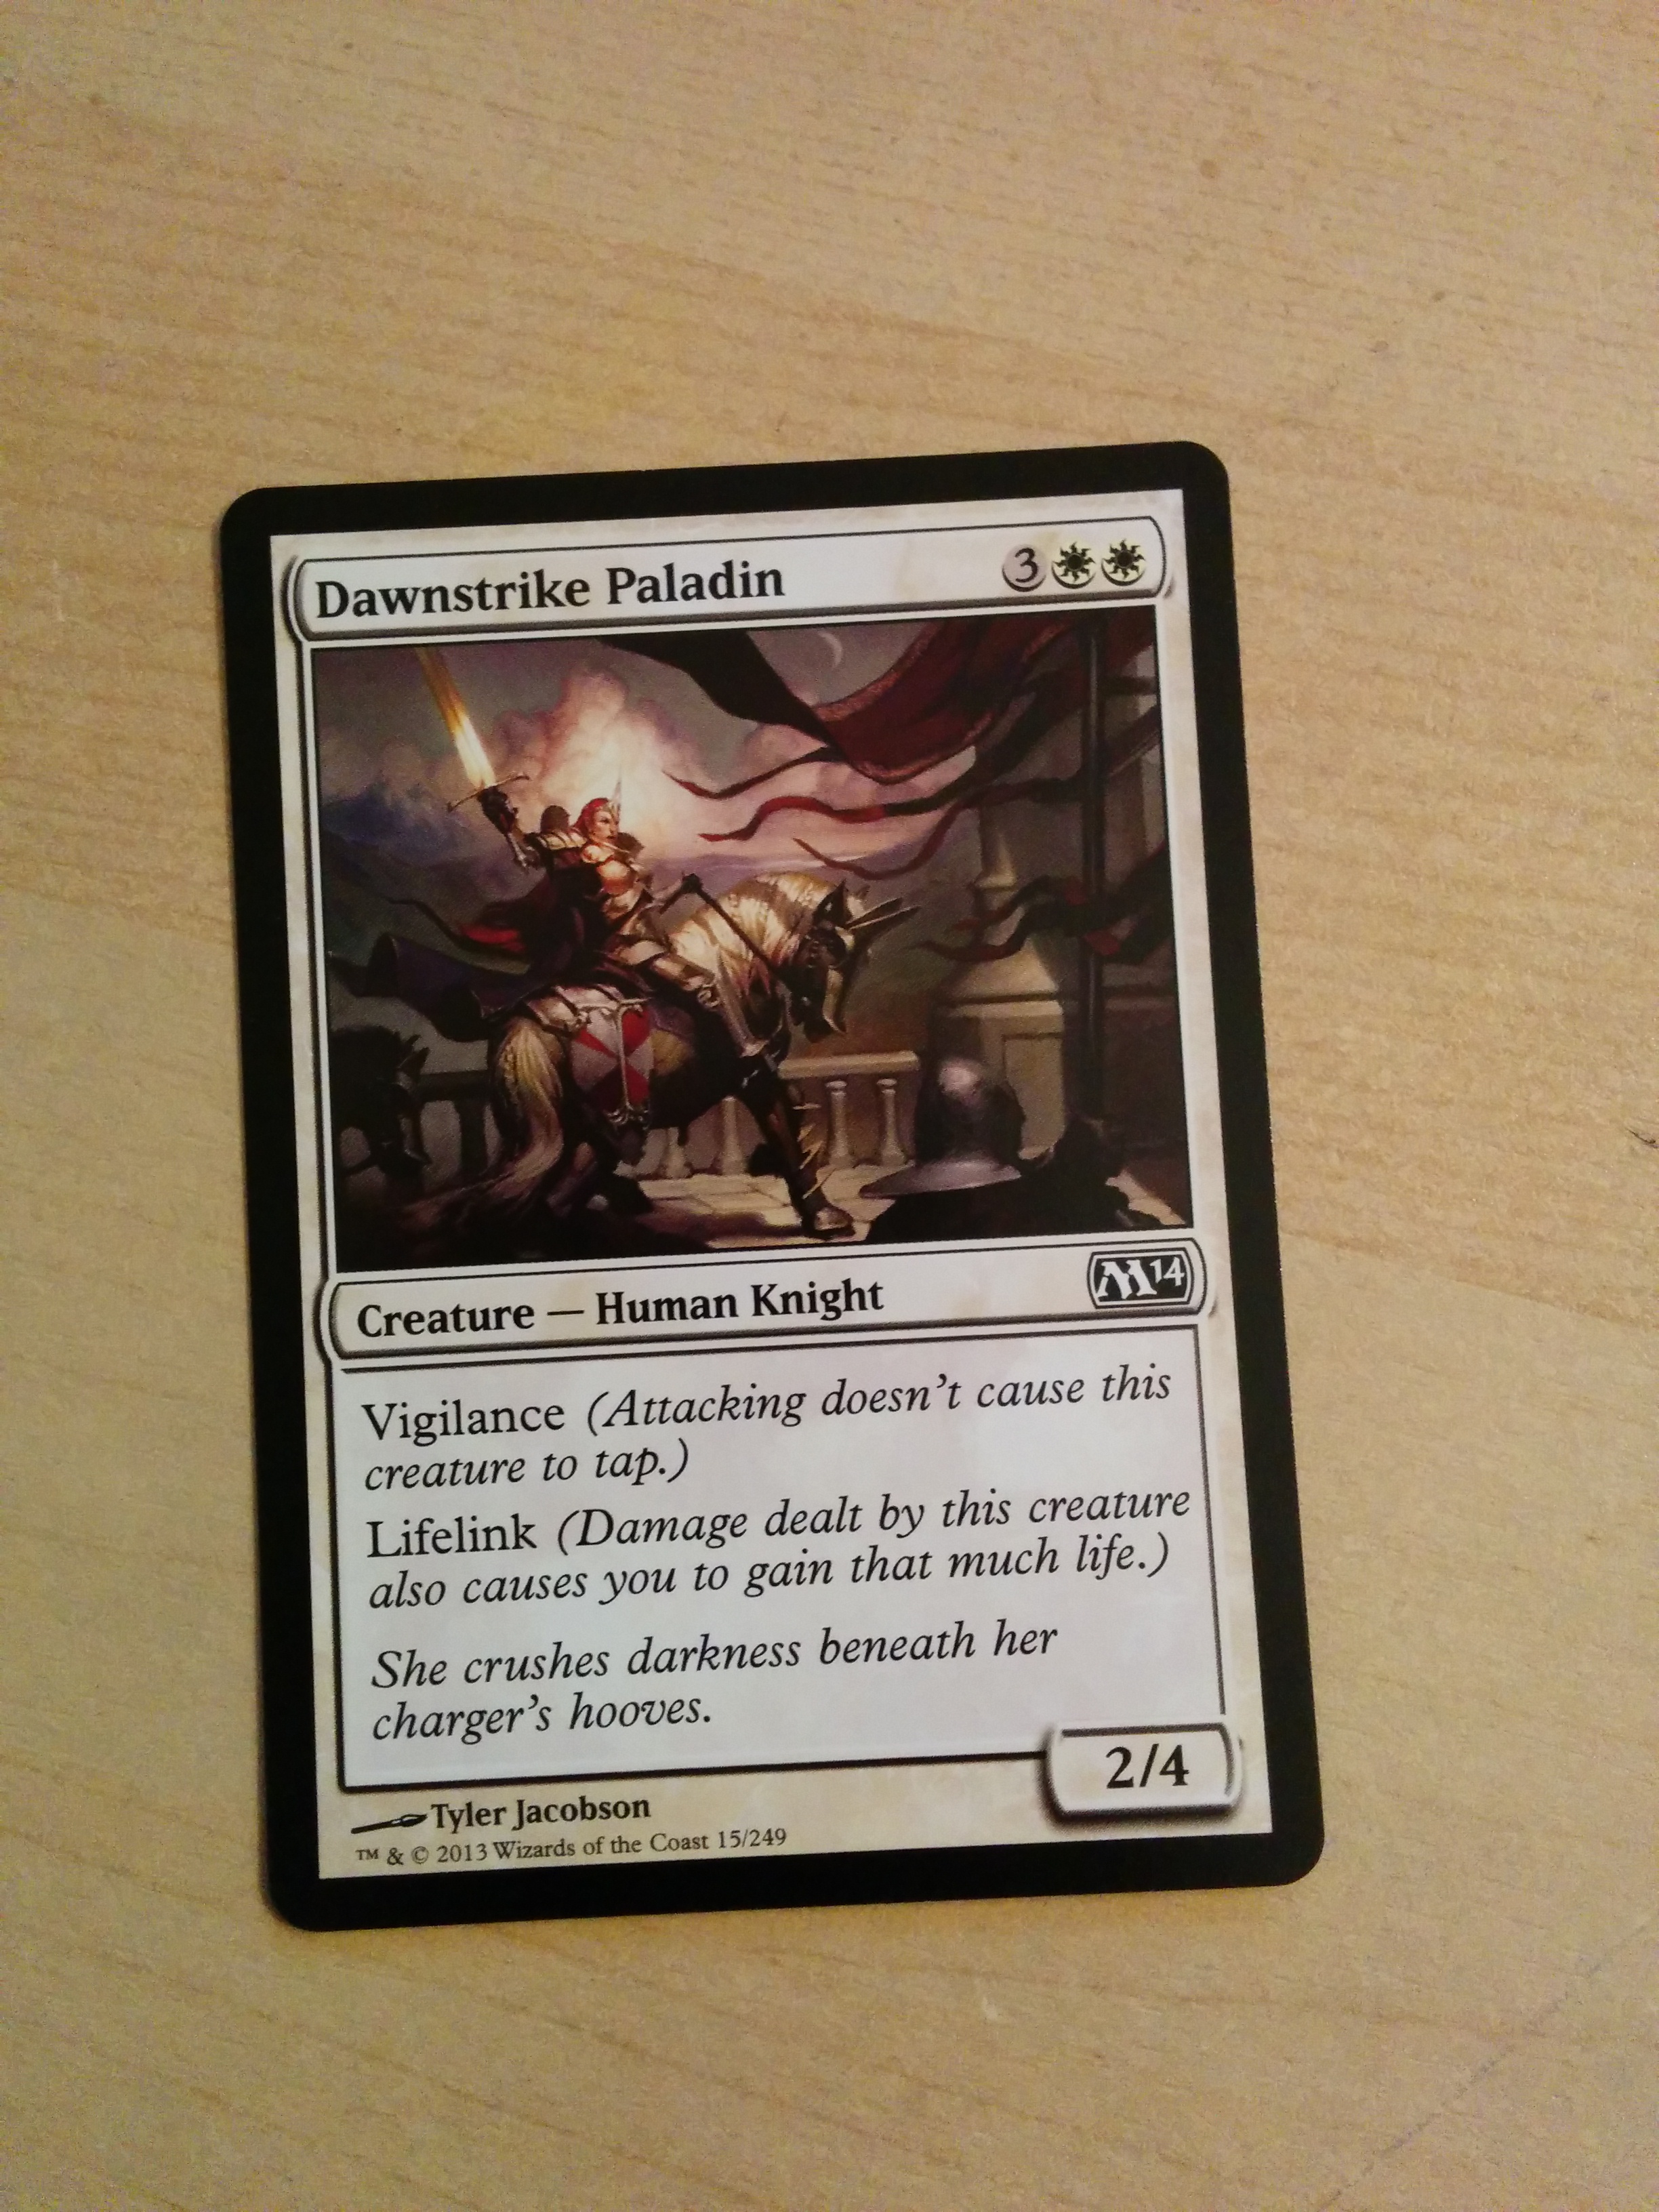 Dawnstrike Paladin 3
Creature — Human Knight M14
Vigilance (Attacking doesn't cause this
creature to tap.)
Lifelink (Damage dealt by this creature
also causes you to gain that much life.)
She crushes darkness beneath her
charger's hooves.
2/4
Tyler Jacobson
™ & © 2013 Wizards of the Coast 15/249